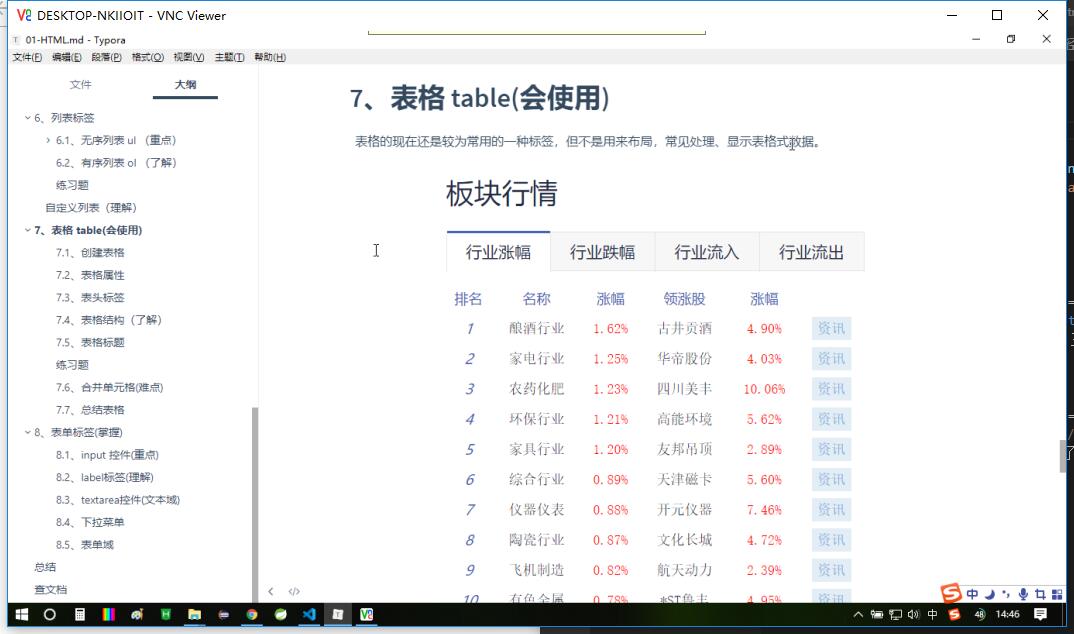 DESKTOP-NKIIOIT - VNC Viewer
01-HTML.md - Typora
文件(F) 编辑(E) 段落(P) 格式(O) 视图(V) 主题(T) 帮助(H)
文件 大纲
6、列表标签
6.1、无序列表 ul （重点）
6.2、有序列表 ol （了解）
练习题
自定义列表（理解）
7、表格 table(会使用)
7.1、创建表格
7.2、表格属性
7.3、表头标签
7.4、表格结构（了解）
7.5、表格标题
练习题
7.6、合并单元格(难点)
7.7、总结表格
8、表单标签(掌握)
8.1、input 控件(重点)
8.2、label标签(理解)
8.3、textarea控件(文本域)
8.4、下拉菜单
8.5、表单域
总结
查文档
7、表格 table(会使用)
表格的现在还是较为常用的一种标签，但不是用来布局，常见处理、显示表格式数据。
板块行情
行业涨幅 行业跌幅 行业流入 行业流出
排名 名称 涨幅 领涨股 涨幅
1 酿酒行业 1.62% 古井贡酒 4.90% 资讯
2 家电行业 1.25% 华帝股份 4.03% 资讯
3 农药化肥 1.23% 四川美丰 10.06% 资讯
4 环保行业 1.21% 高能环境 5.62% 资讯
5 家具行业 1.20% 友邦吊顶 2.89% 资讯
6 综合行业 0.89% 天津磁卡 5.60% 资讯
7 仪器仪表 0.88% 开元仪器 7.46% 资讯
8 陶瓷行业 0.87% 文化长城 4.72% 资讯
9 飞机制造 0.82% 航天动力 2.39% 资讯
10 有色金属 0.78% *ST鲁丰 4.95% 资讯
中
中 48 14:46